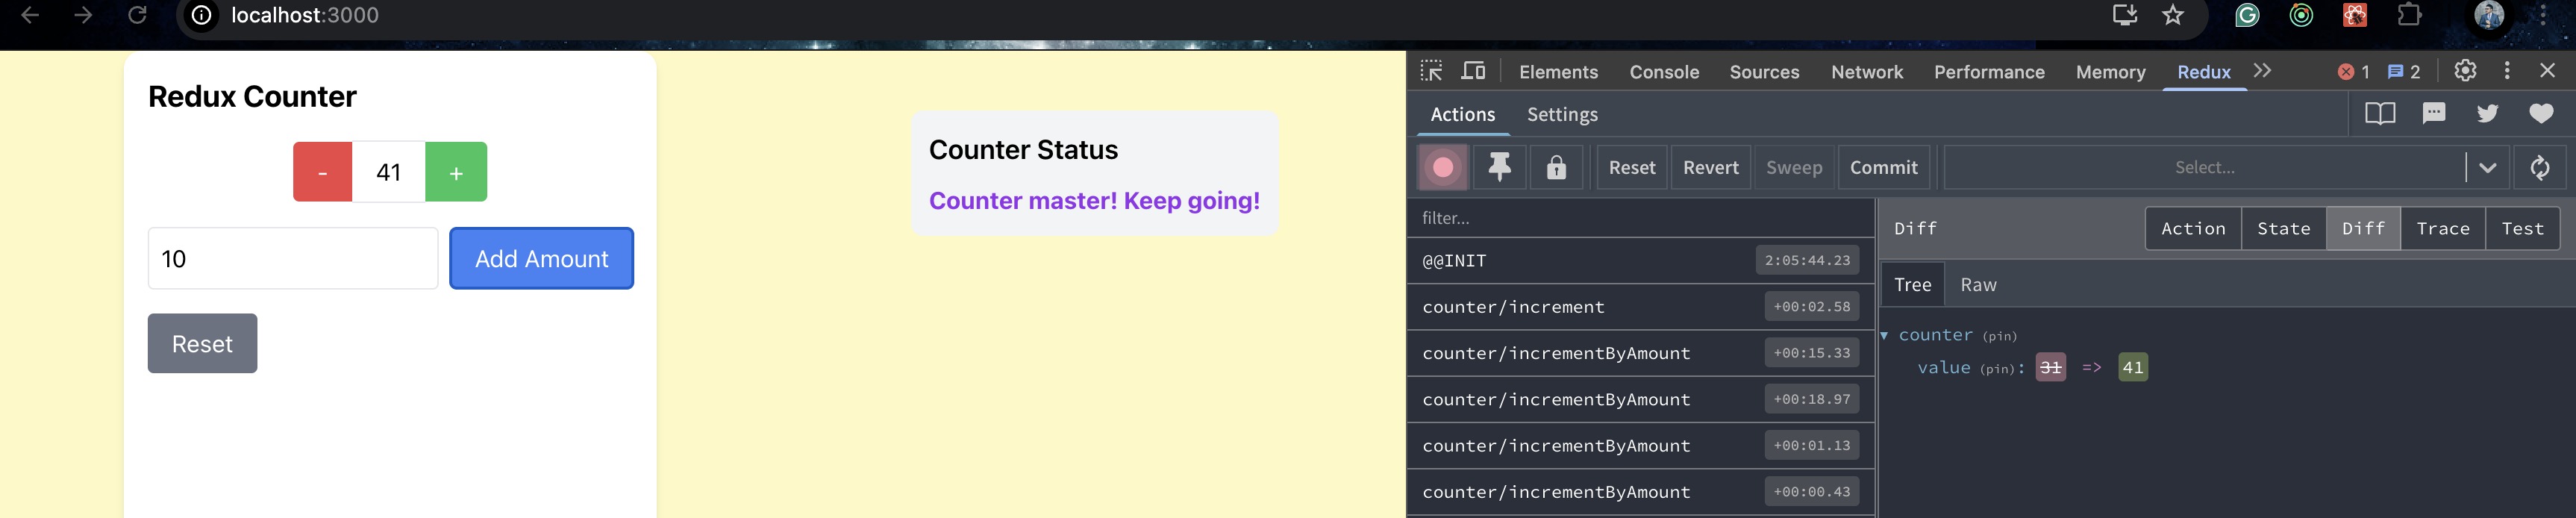 localhost:3000
Redux Counter
- 41 +
10
Add Amount
Reset
Counter Status
Counter master! Keep going!
Elements Console Sources Network Performance Memory Redux 1 2
Actions Settings
Reset Revert Sweep Commit Select...
filter...
@@INIT 2:05:44.23
counter/increment +00:02.58
counter/incrementByAmount +00:15.33
counter/incrementByAmount +00:18.97
counter/incrementByAmount +00:01.13
counter/incrementByAmount +00:00.43
Diff Action State Diff Trace Test
Tree Raw
counter (pin)
value (pin): 31 => 41